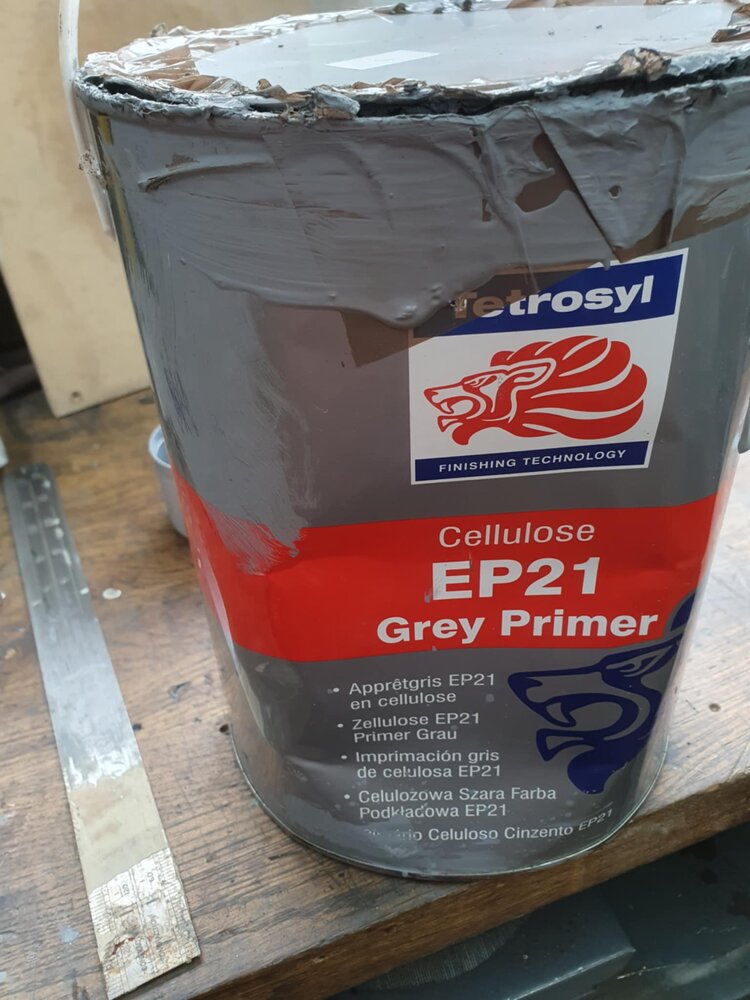 Tetrosyl
FINISHING TECHNOLOGY
Cellulose
EP21
Grey Primer
• Apprêtgris EP21
en cellulose
• Zellulose EP21
Primer Grau
• Imprimación gris
de celulosa EP21
• Celulozowa Szara Farba
Podkładowa EP21
Celuloso Cinzento EP21